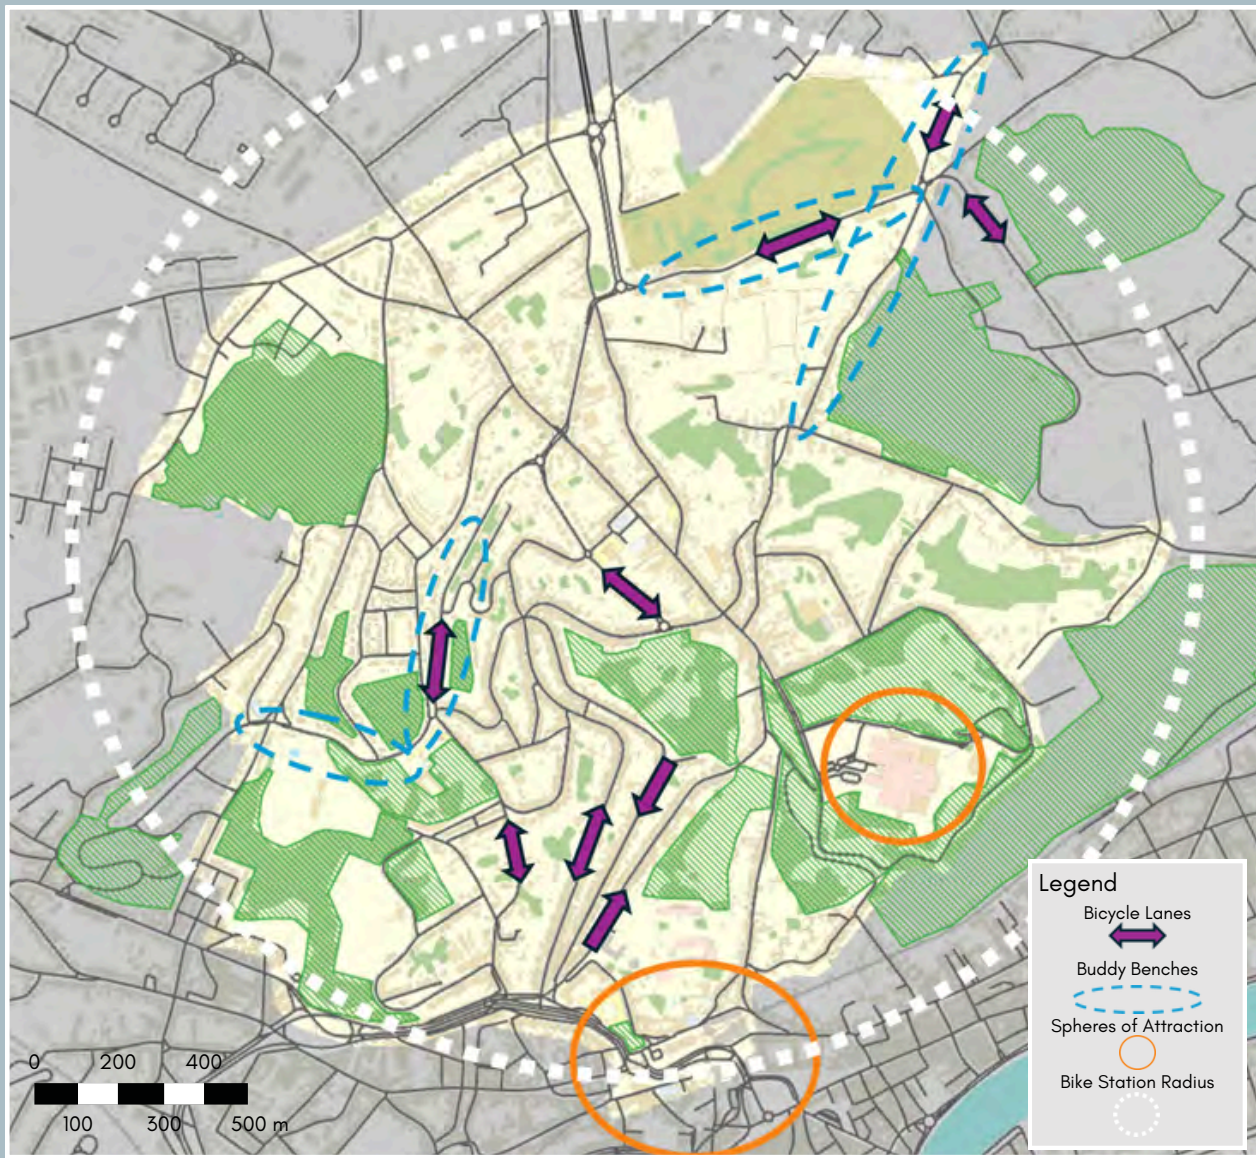 Legend
Bicycle Lanes
Buddy Benches
Spheres of Attraction
Bike Station Radius
0 200 400
100 300 500 m